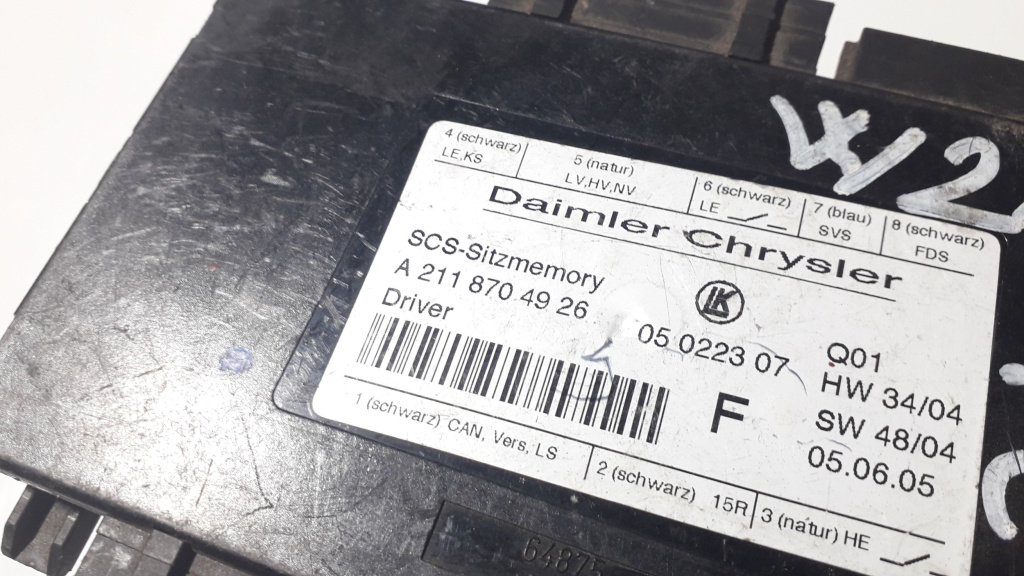 W2
4 (schwarz) 5 (natur) 6 (schwarz) 7 (blau) 8 (schwarz)
LE,KS LV,HV,NV LE SVS FDS
Daimler Chrysler
SCS-Sitzmemory
A 211 870 49 26
Driver
LK
05 0223 07
Q01
HW 34/04
SW 48/04
05.06.05
F
1 (schwarz) CAN, Vers, LS
2 (schwarz) 15R
3 (natur) HE